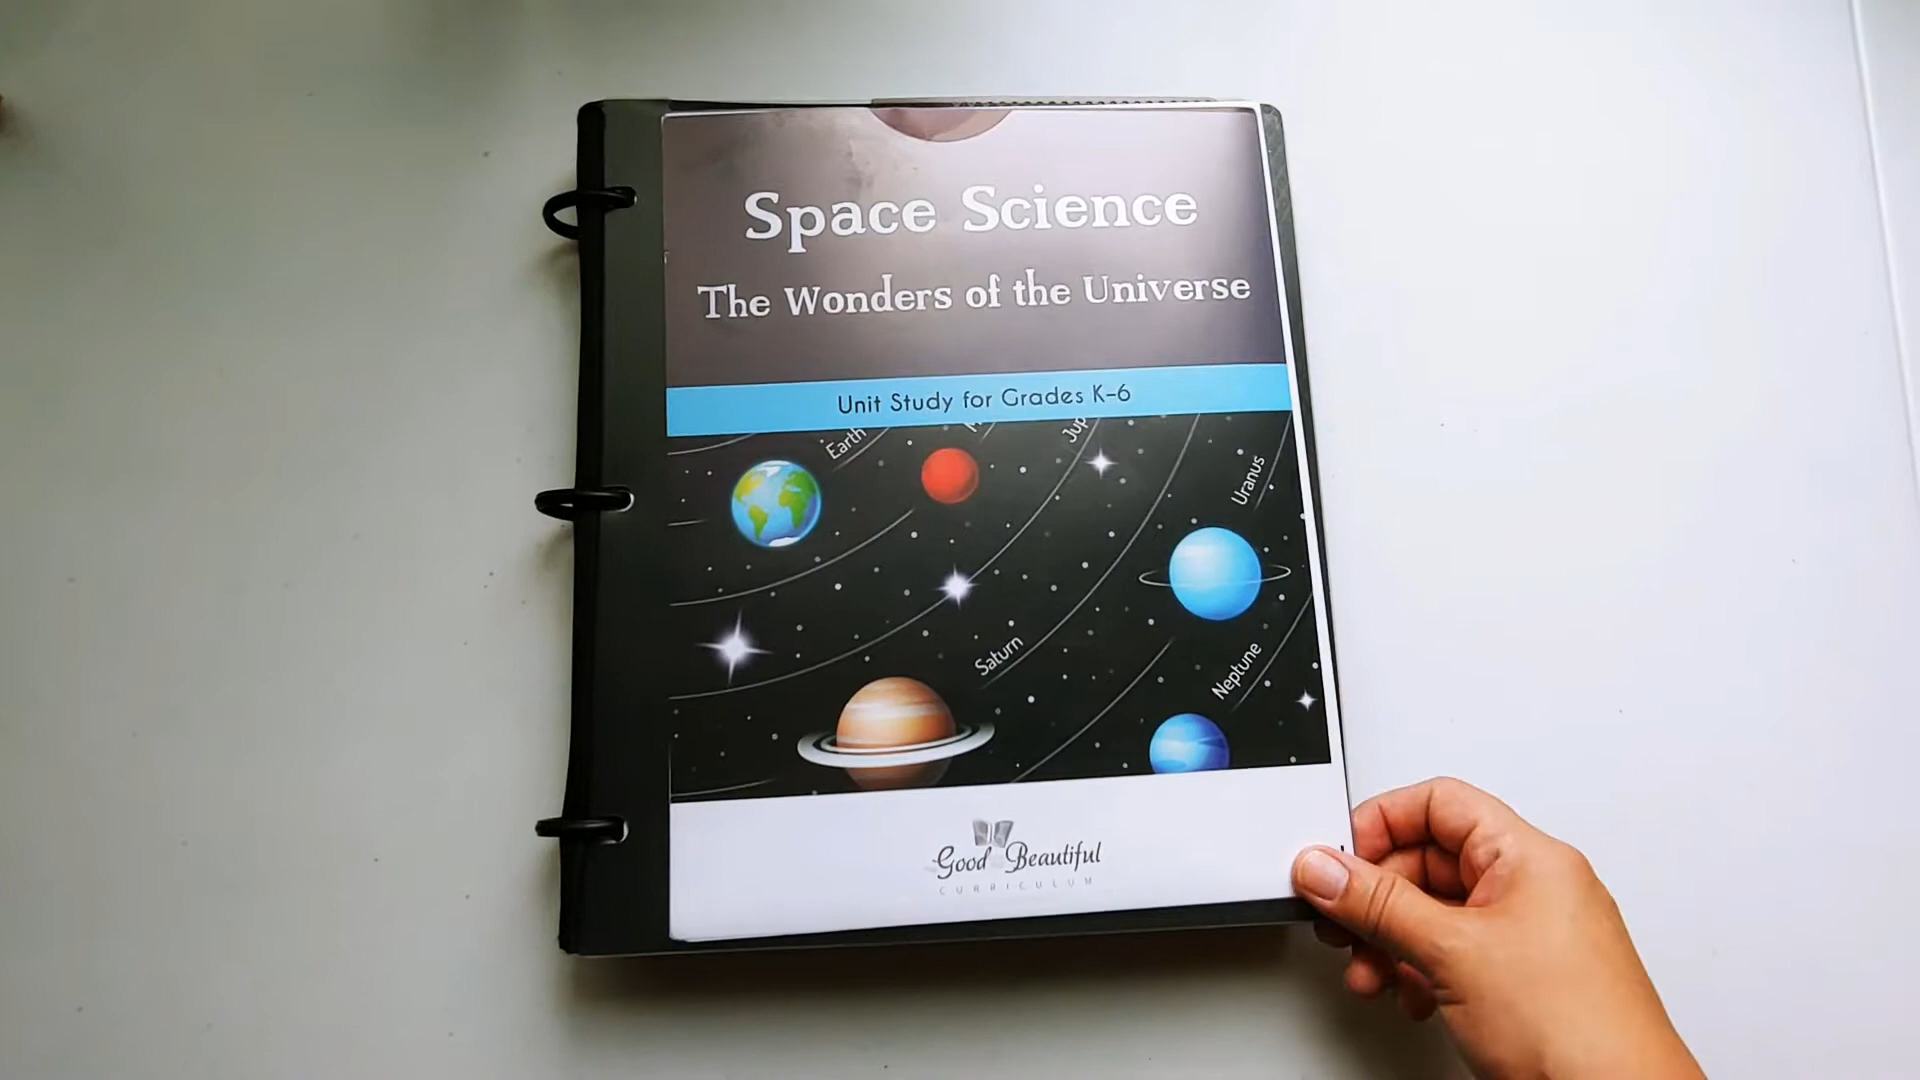 Space Science
The Wonders of the Universe
Unit Study for Grades K-6
Earth
Uranus
Saturn
Neptune
Good Beautiful
CURRICULUM